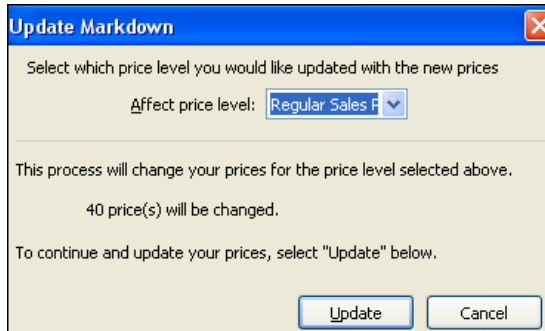 Update Markdown
Select which price level you would like updated with the new prices
Affect price level: Regular Sales
This process will change your prices for the price level selected above.
40 price(s) will be changed.
To continue and update your prices, select "Update" below.
Update Cancel